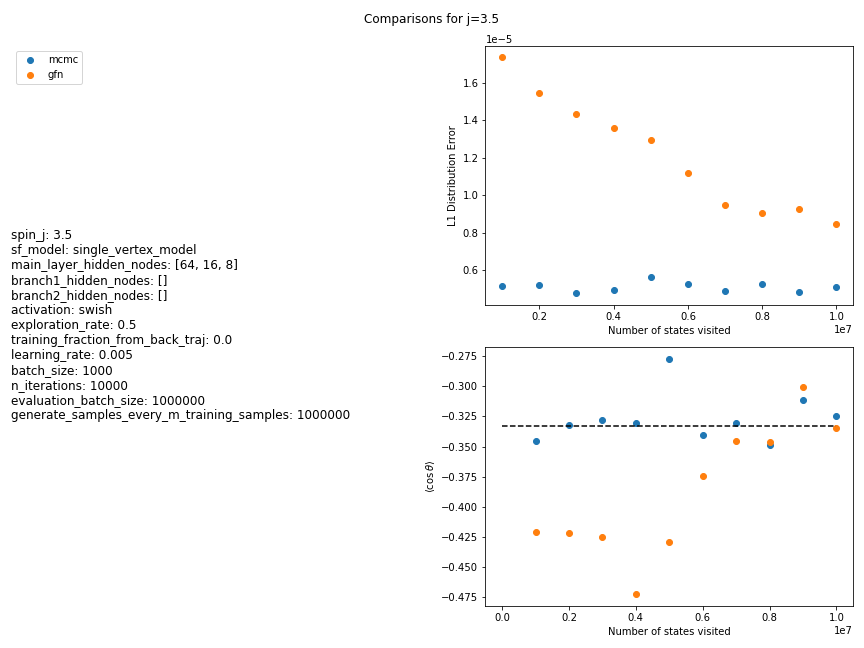 Comparisons for j=3.5
mcmc
gfn
spin_j: 3.5
sf_model: single_vertex_model
main_layer_hidden_nodes: [64, 16, 8]
branch1_hidden_nodes: []
branch2_hidden_nodes: []
activation: swish
exploration_rate: 0.5
training_fraction_from_back_traj: 0.0
learning_rate: 0.005
batch_size: 1000
n_iterations: 10000
evaluation_batch_size: 1000000
generate_samples_every_m_training_samples: 1000000
1e−5
L1 Distribution Error
1.6
1.4
1.2
1.0
0.8
0.6
0.2
0.4
0.6
0.8
1.0
1e7
Number of states visited
⟨cos θ⟩
−0.275
−0.300
−0.325
−0.350
−0.375
−0.400
−0.425
−0.450
−0.475
0.0
0.2
0.4
0.6
0.8
1.0
1e7
Number of states visited